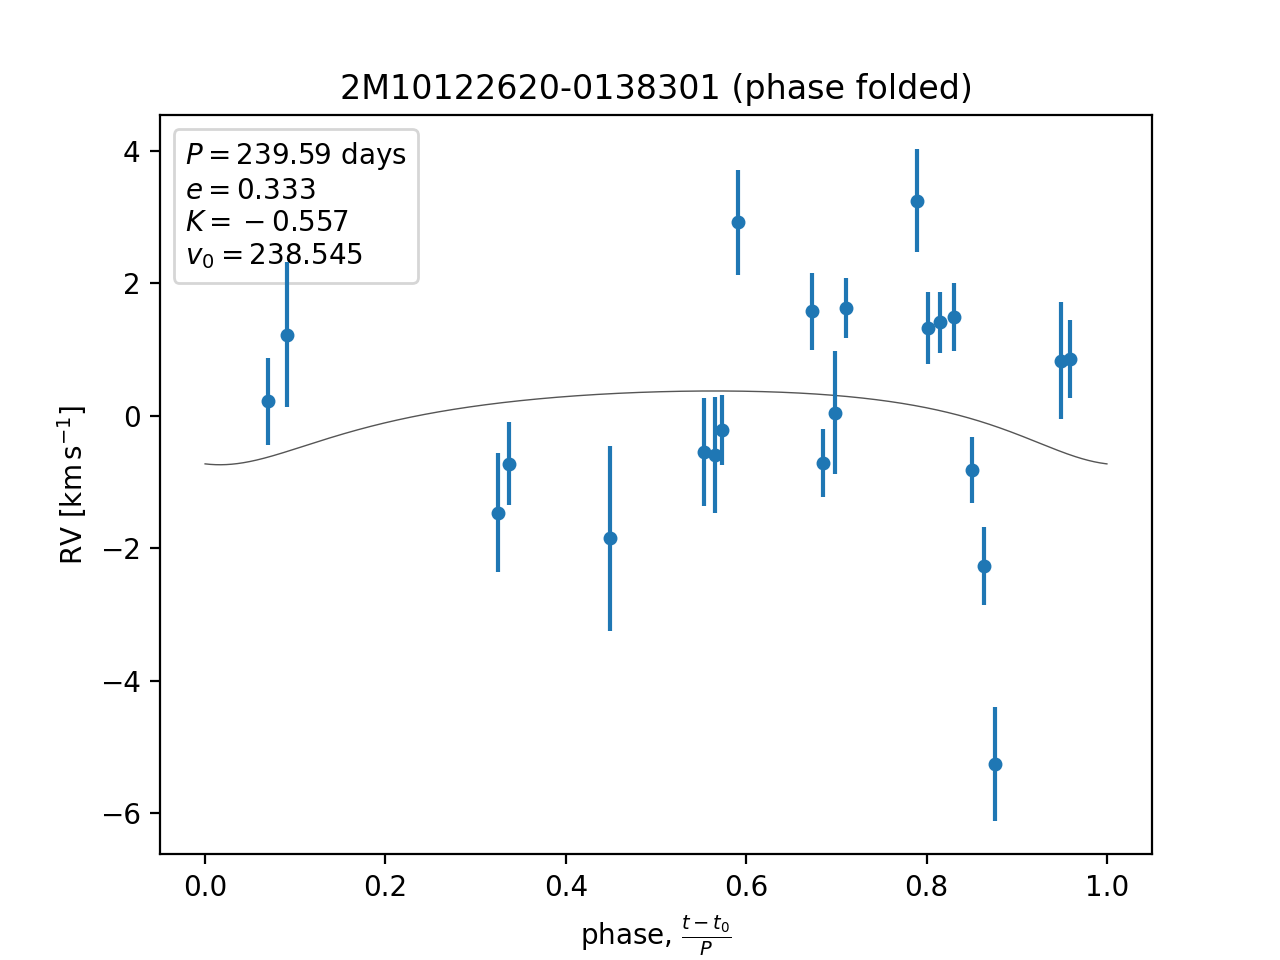 2M10122620-0138301 (phase folded)
P = 239.59 days
e = 0.333
K = −0.557
v₀ = 238.545
4
2
0
−2
−4
−6
RV [km s⁻¹]
0.0 0.2 0.4 0.6 0.8 1.0
phase, (t − t₀)/P